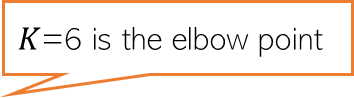 K=6 is the elbow point